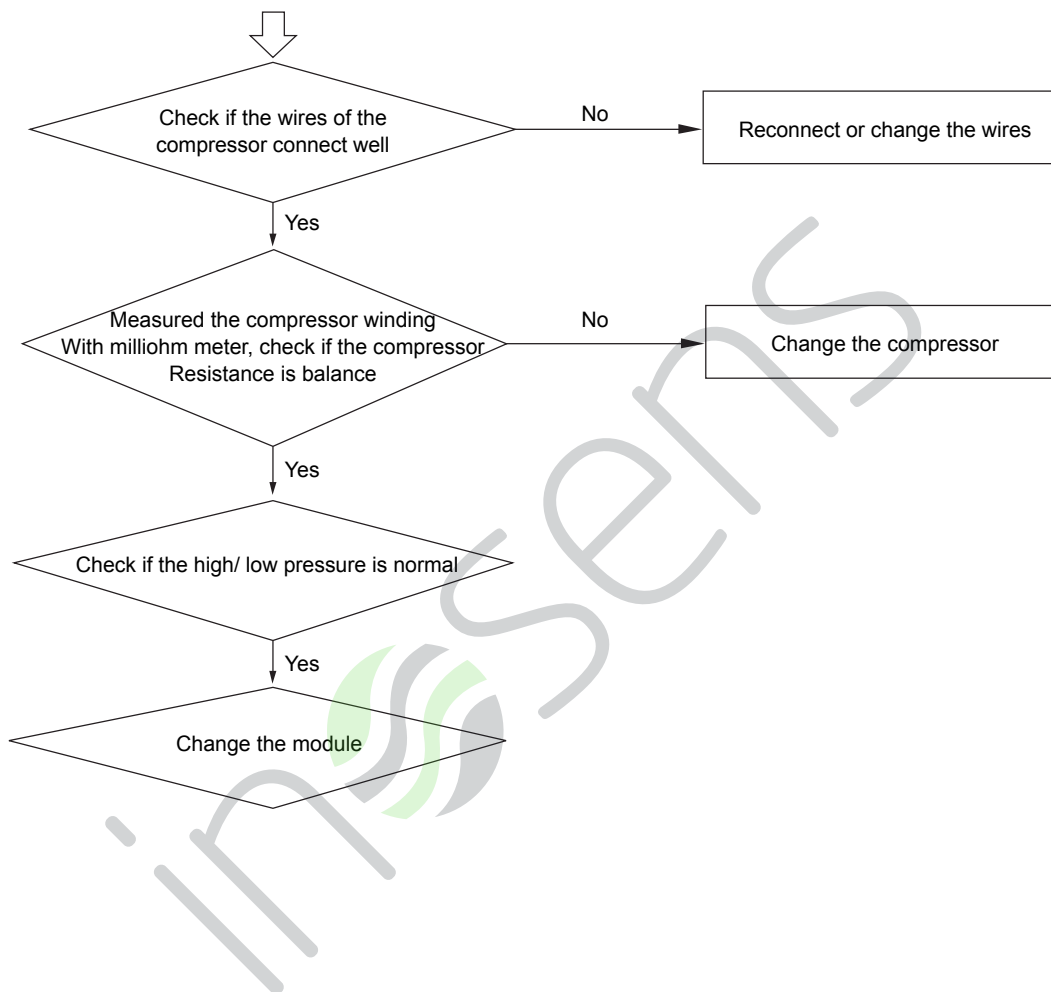 Check if the wires of the
compressor connect well
No
Reconnect or change the wires
Yes
Measured the compressor winding
With milliohm meter, check if the compressor
Resistance is balance
No
Change the compressor
Yes
Check if the high/ low pressure is normal
Yes
Change the module
inosens